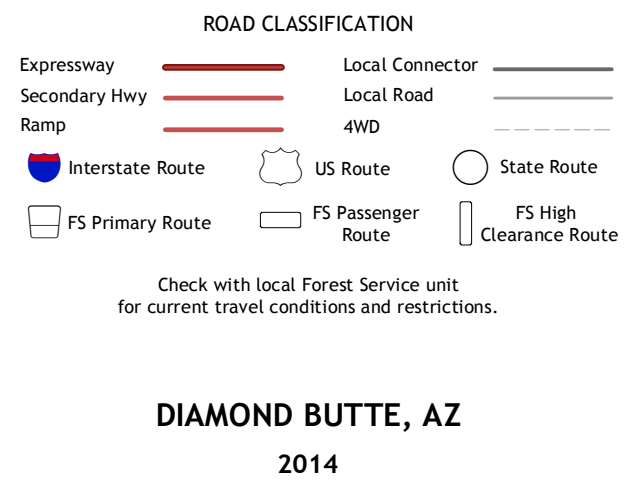 ROAD CLASSIFICATION
Expressway
Local Connector
Secondary Hwy
Local Road
Ramp
4WD
Interstate Route
US Route
State Route
FS Primary Route
FS Passenger
Route
FS High
Clearance Route
Check with local Forest Service unit
for current travel conditions and restrictions.
DIAMOND BUTTE, AZ
2014